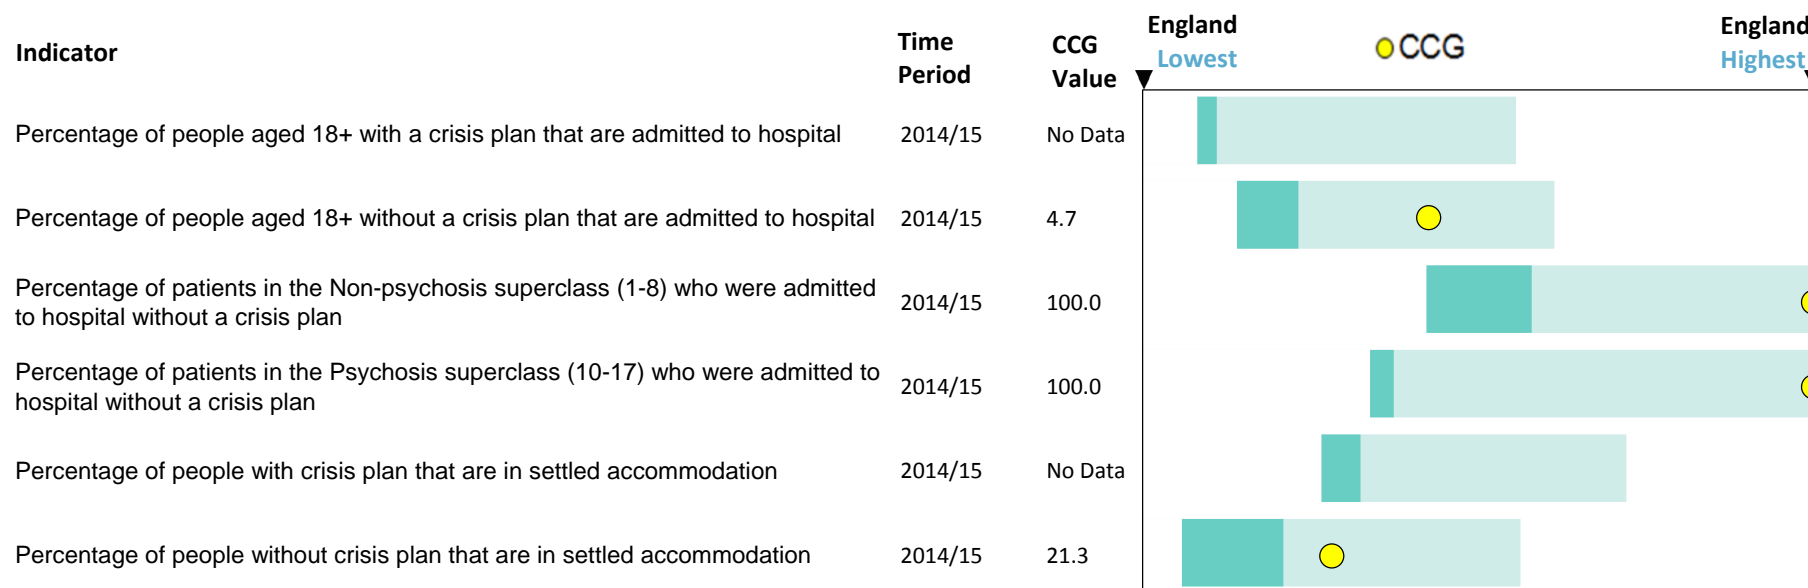 Indicator
Time Period
CCG Value
England Lowest
CCG
England Highest
Percentage of people aged 18+ with a crisis plan that are admitted to hospital 2014/15 No Data
Percentage of people aged 18+ without a crisis plan that are admitted to hospital 2014/15 4.7
Percentage of patients in the Non-psychosis superclass (1-8) who were admitted
to hospital without a crisis plan 2014/15 100.0
Percentage of patients in the Psychosis superclass (10-17) who were admitted to
hospital without a crisis plan 2014/15 100.0
Percentage of people with crisis plan that are in settled accommodation 2014/15 No Data
Percentage of people without crisis plan that are in settled accommodation 2014/15 21.3